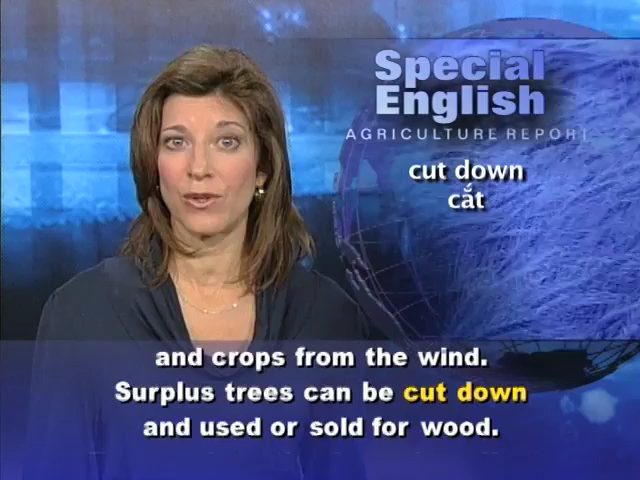 Special
English
AGRICULTURE REPORT
cut down
cắt
and crops from the wind.
Surplus trees can be cut down
and used or sold for wood.